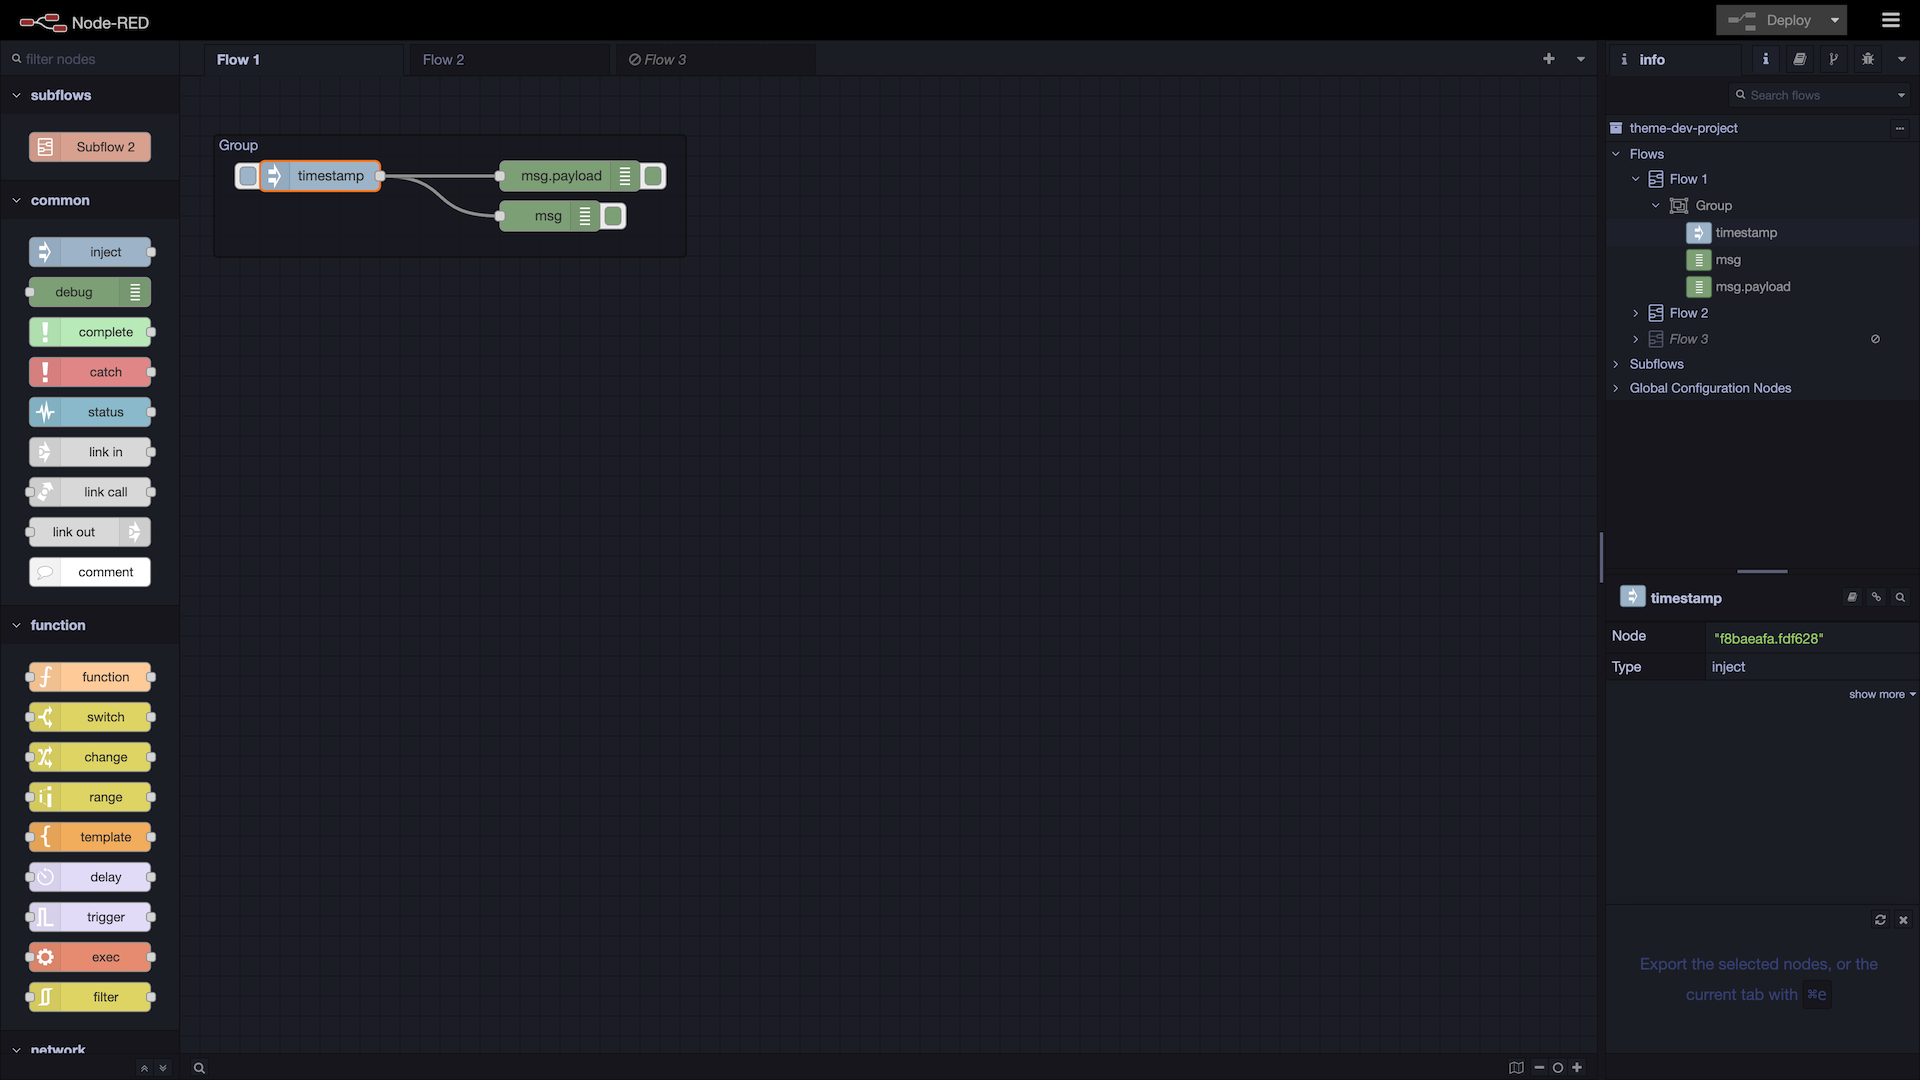 Node-RED
Deploy
filter nodes
Flow 1
Flow 2
Flow 3
info
subflows
Subflow 2
common
inject
debug
complete
catch
status
link in
link call
link out
comment
function
function
switch
change
range
template
delay
trigger
exec
filter
network
Group
timestamp
msg.payload
msg
Search flows
theme-dev-project
Flows
Flow 1
Group
timestamp
msg
msg.payload
Flow 2
Flow 3
Subflows
Global Configuration Nodes
timestamp
Node "f8baeafa.fdf628"
Type inject
show more
Export the selected nodes, or the
current tab with ⌘e